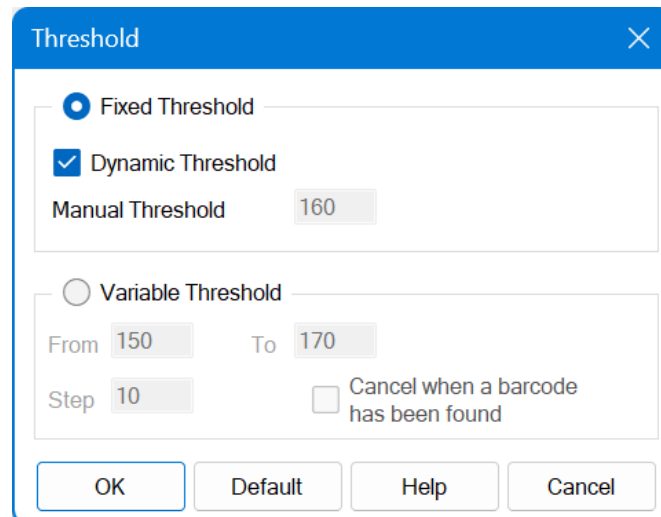 Threshold
Fixed Threshold
Dynamic Threshold
Manual Threshold 160
Variable Threshold
From 150 To 170
Step 10 Cancel when a barcode
has been found
OK Default Help Cancel